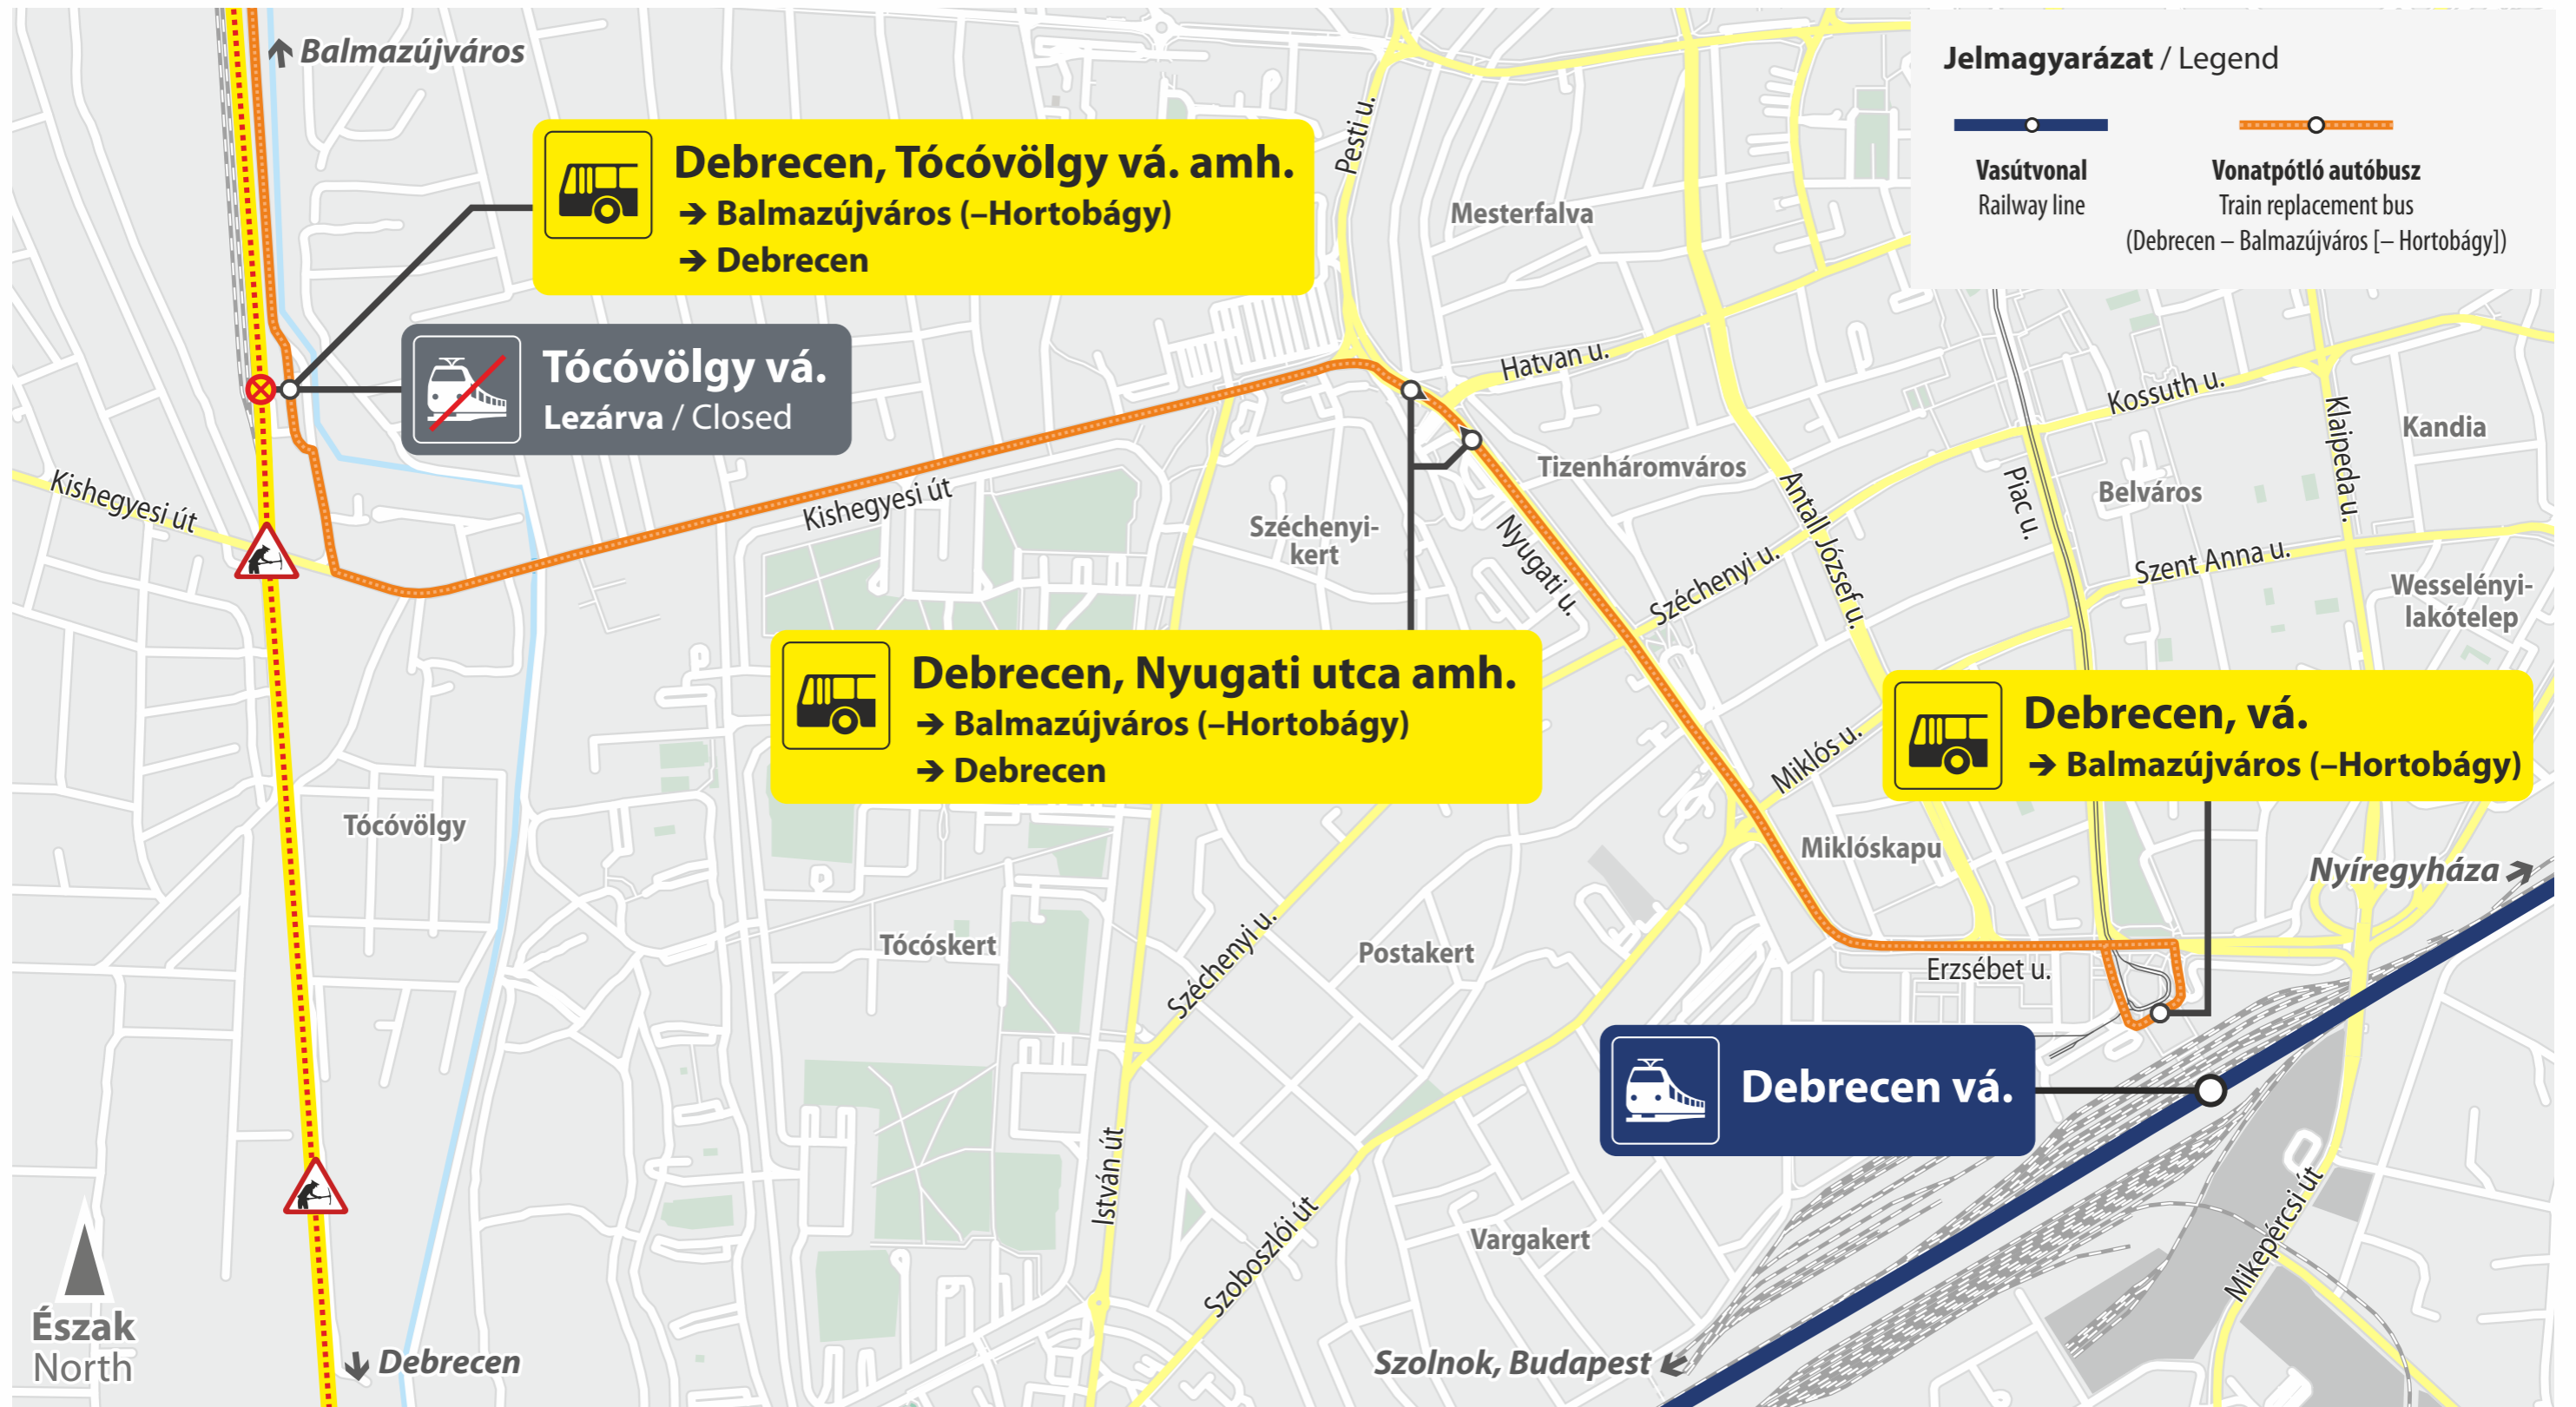 Balmazújváros
Jelmagyarázat / Legend
Vasútvonal
Railway line
Vonatpótló autóbusz
Train replacement bus
(Debrecen – Balmazújváros [– Hortobágy])
Debrecen, Tócóvölgy vá. amh.
→ Balmazújváros (–Hortobágy)
→ Debrecen
Pesti u.
Mesterfalva
Tócóvölgy vá.
Lezárva / Closed
Hatvan u.
Kossuth u.
Klaipeda u.
Kandia
Kishegyesi út
Kishegyesi út
Széchenyi-
kert
Tizenháromváros
Nyugati u.
Antall József u.
Piac u.
Belváros
Széchenyi u.
Szent Anna u.
Wesselényi-
lakótelep
Debrecen, Nyugati utca amh.
→ Balmazújváros (–Hortobágy)
→ Debrecen
Debrecen, vá.
→ Balmazújváros (–Hortobágy)
Miklós u.
Tócóvölgy
Miklóskapu
Nyíregyháza
Tócóskert
Széchenyi u.
Postakert
Erzsébet u.
Debrecen vá.
István út
Szoboszlói út
Vargakert
Mikepércsi út
Észak
North
Debrecen
Szolnok, Budapest